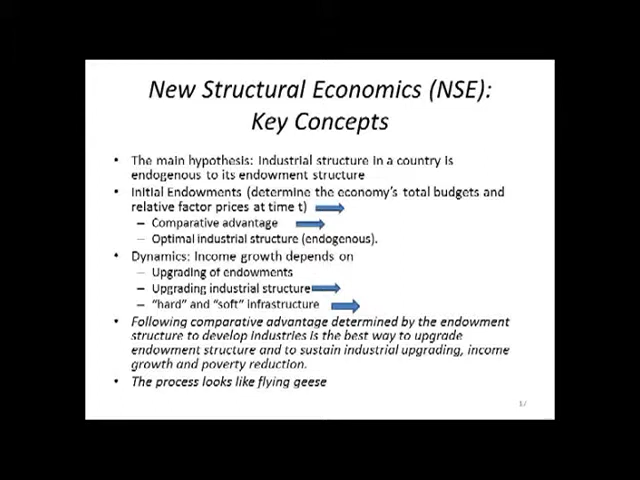 New Structural Economics (NSE):
Key Concepts
• The main hypothesis: Industrial structure in a country is
endogenous to its endowment structure
• Initial Endowments (determine the economy's total budgets and
relative factor prices at time t)
– Comparative advantage
– Optimal industrial structure (endogenous).
• Dynamics: Income growth depends on
– Upgrading of endowments
– Upgrading industrial structure
– "hard" and "soft" infrastructure
• Following comparative advantage determined by the endowment
structure to develop industries is the best way to upgrade
endowment structure and to sustain industrial upgrading, income
growth and poverty reduction.
• The process looks like flying geese
17